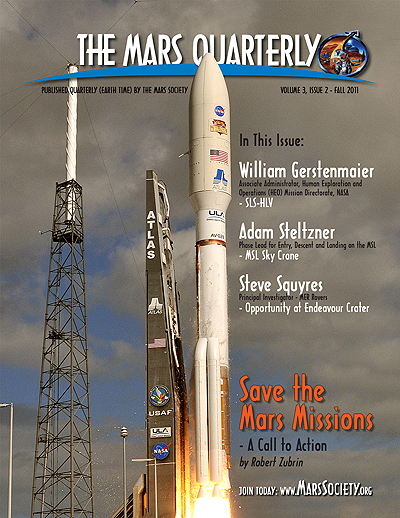 THE MARS QUARTERLY
PUBLISHED QUARTERLY (EARTH TIME) BY THE MARS SOCIETY
VOLUME 3, ISSUE 2 - FALL 2011
In This Issue:
William Gerstenmaier
Associate Administrator, Human Exploration and
Operations (HEO) Mission Directorate, NASA
- SLS-HLV
Adam Steltzner
Phase Lead for Entry, Descent and Landing on the MSL
- MSL Sky Crane
Steve Squyres
Principal Investigator - MER Rovers
- Opportunity at Endeavour Crater
Save the
Mars Missions
- A Call to Action
by Robert Zubrin
JOIN TODAY: WWW.MARSSOCIETY.ORG
NASA
ATLAS
ULA
ATLAS
ATLAS
USAF
ULA
NASA